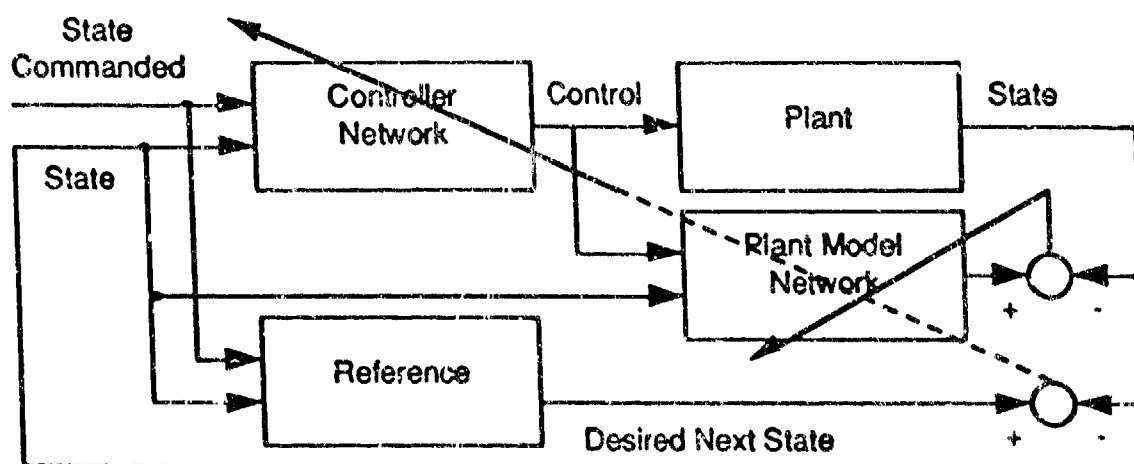 State
Commanded
Controller
Network
Control
Plant
State
State
Plant Model
Network
+
-
Reference
Desired Next State
+
-